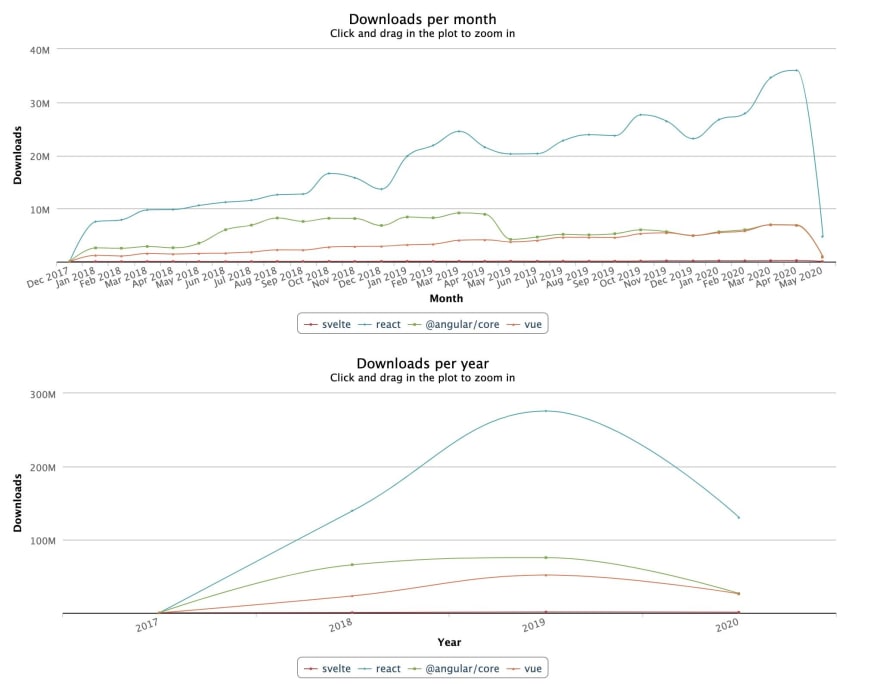 Downloads per month
Click and drag in the plot to zoom in
40M
30M
20M
10M
Downloads
Dec 2017 Jan 2018 Feb 2018 Mar 2018 Apr 2018 May 2018 Jun 2018 Jul 2018 Aug 2018 Sep 2018 Oct 2018 Nov 2018 Dec 2018 Jan 2019 Feb 2019 Mar 2019 Apr 2019 May 2019 Jun 2019 Jul 2019 Aug 2019 Sep 2019 Oct 2019 Nov 2019 Dec 2019 Jan 2020 Feb 2020 Mar 2020 Apr 2020 May 2020
Month
svelte react @angular/core vue
Downloads per year
Click and drag in the plot to zoom in
300M
200M
100M
Downloads
2017 2018 2019 2020
Year
svelte react @angular/core vue